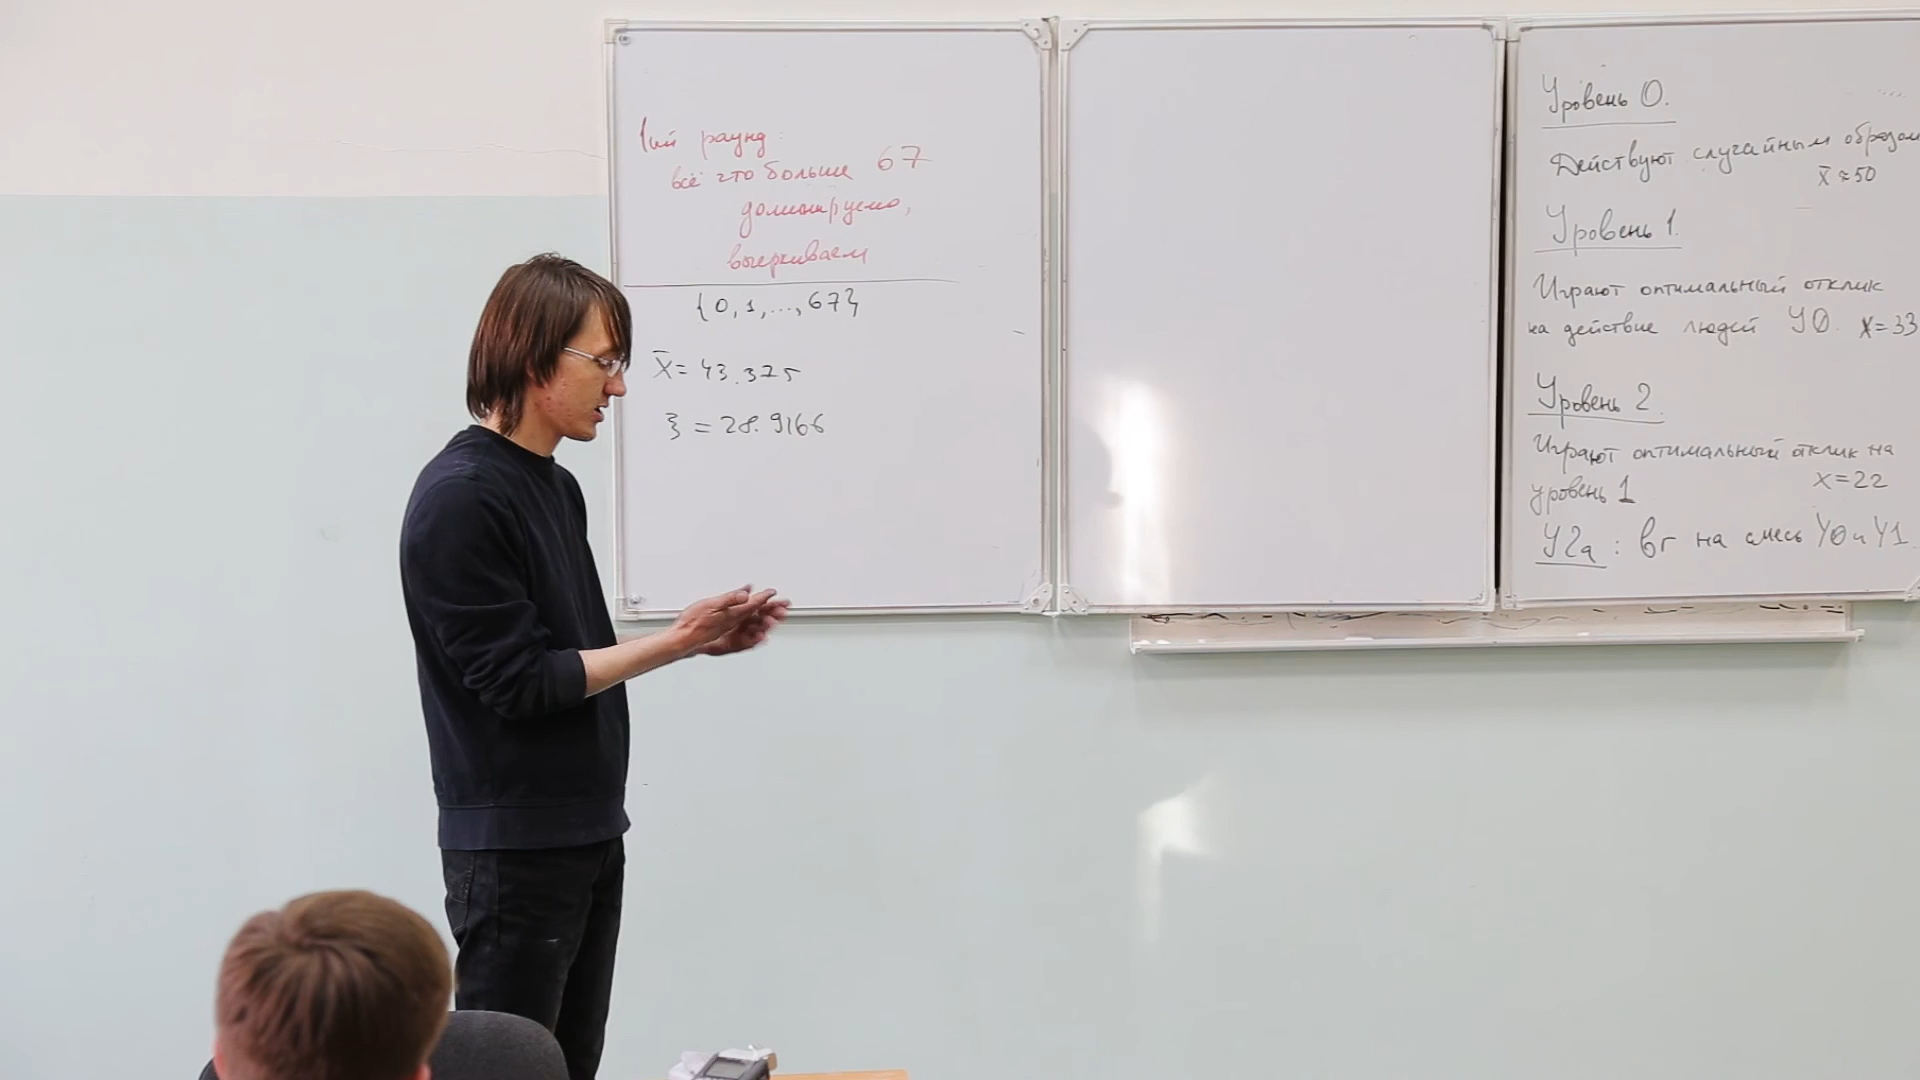 1ый раунд:
всё что больше 67
доминируемо,
вычеркиваем
{0, 1, ..., 67}
x̄ = 43.375
ξ = 28.9166
Уровень 0.
Действуют случайным образом
x̄ ≈ 50
Уровень 1.
Играют оптимальный отклик
на действие людей У0. x=33
Уровень 2.
Играют оптимальный отклик на
уровень 1 x=22
У2a : br на смесь У0 и У1